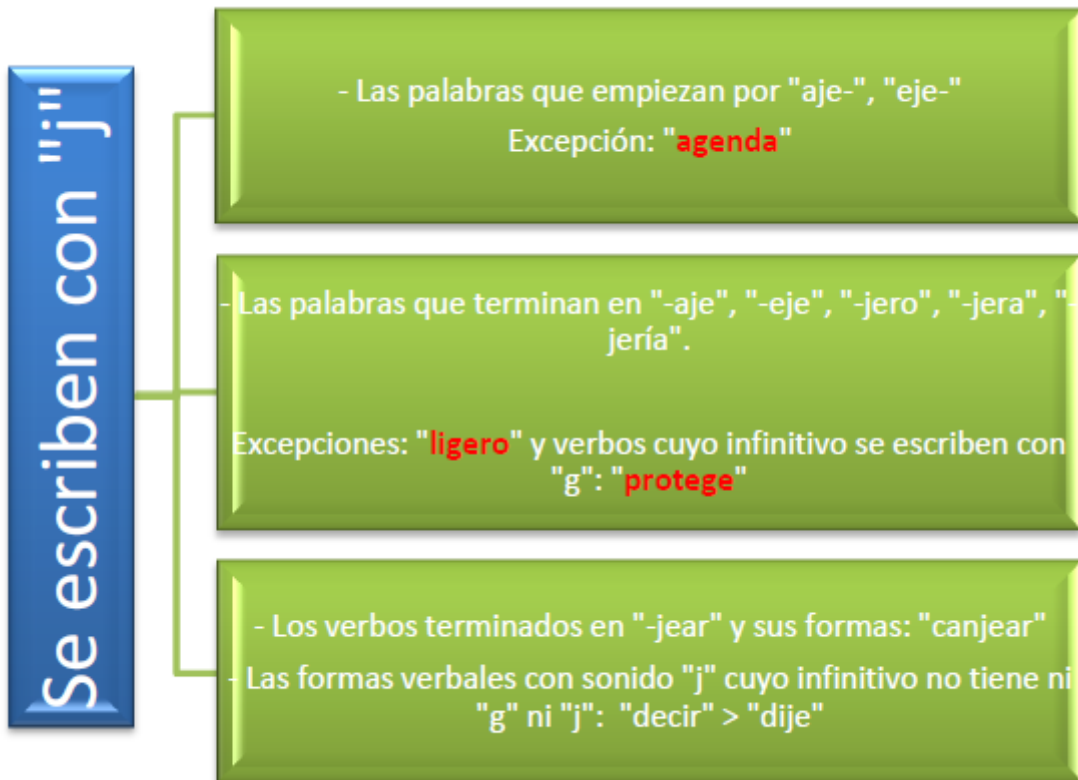 Se escriben con "j"
- Las palabras que empiezan por "aje-", "eje-"
Excepción: "agenda"
- Las palabras que terminan en "-aje", "-eje", "-jero", "-jera", "-
jería".
Excepciones: "ligero" y verbos cuyo infinitivo se escriben con
"g": "protege"
- Los verbos terminados en "-jear" y sus formas: "canjear"
- Las formas verbales con sonido "j" cuyo infinitivo no tiene ni
"g" ni "j":  "decir" > "dije"